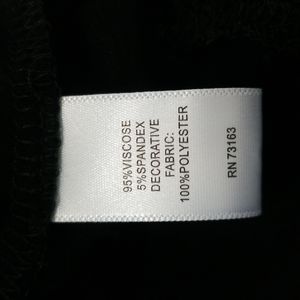 95%VISCOSE
5%SPANDEX
DECORATIVE
FABRIC:
100%POLYESTER
RN 73163